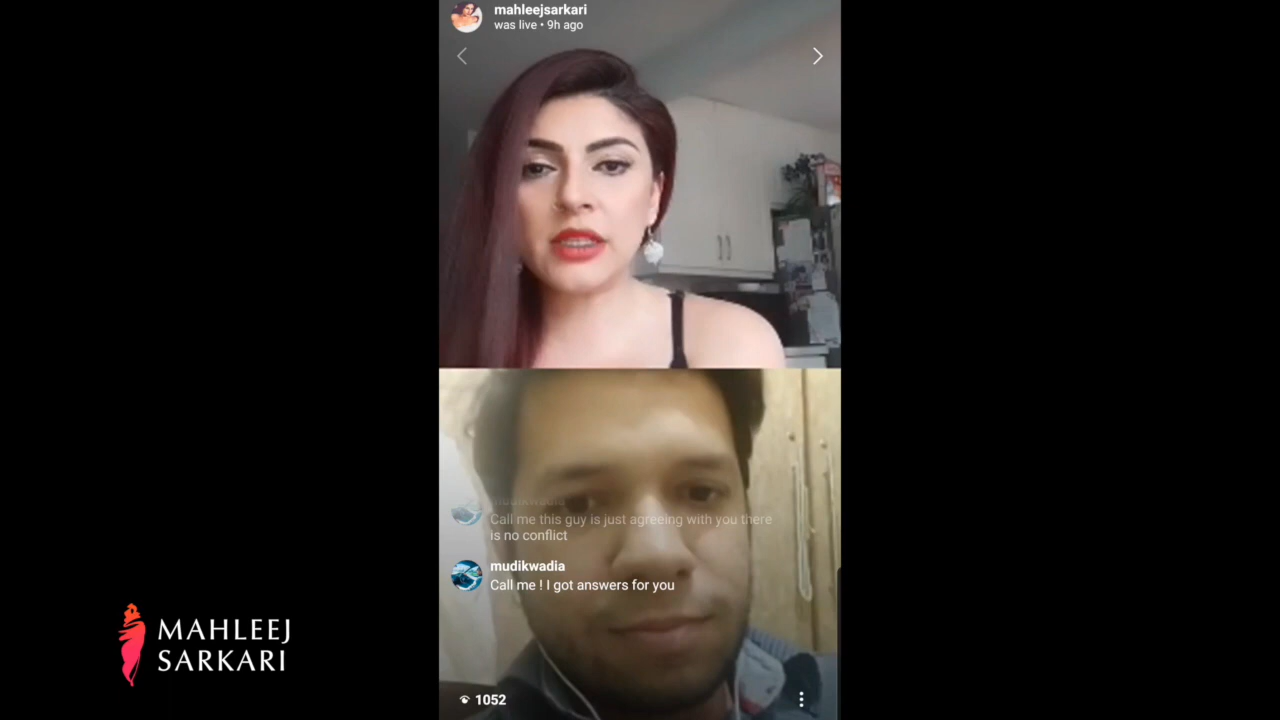 mahleejsarkari
was live • 9h ago
mudikwadia
Call me this guy is just agreeing with you there
is no conflict
mudikwadia
Call me ! I got answers for you
1052
MAHLEEJ
SARKARI